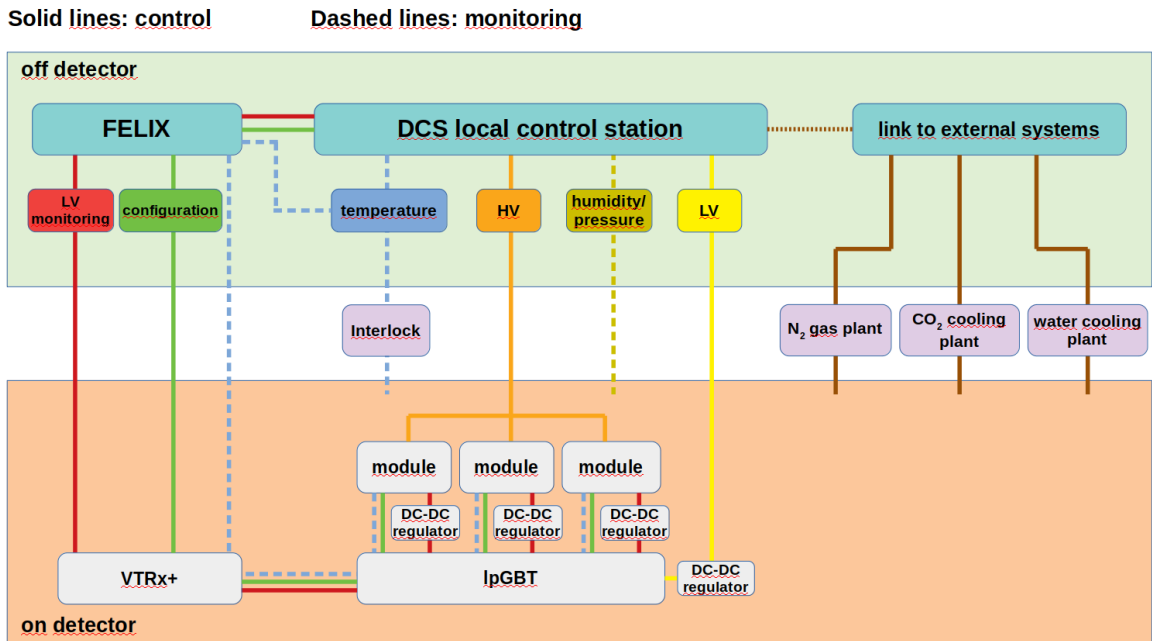 Solid lines: control
Dashed lines: monitoring
off detector
FELIX
DCS local control station
link to external systems
LV
monitoring
configuration
temperature
HV
humidity/
pressure
LV
Interlock
N₂ gas plant
CO₂ cooling
plant
water cooling
plant
module
module
module
DC-DC
regulator
DC-DC
regulator
DC-DC
regulator
VTRx+
lpGBT
DC-DC
regulator
on detector